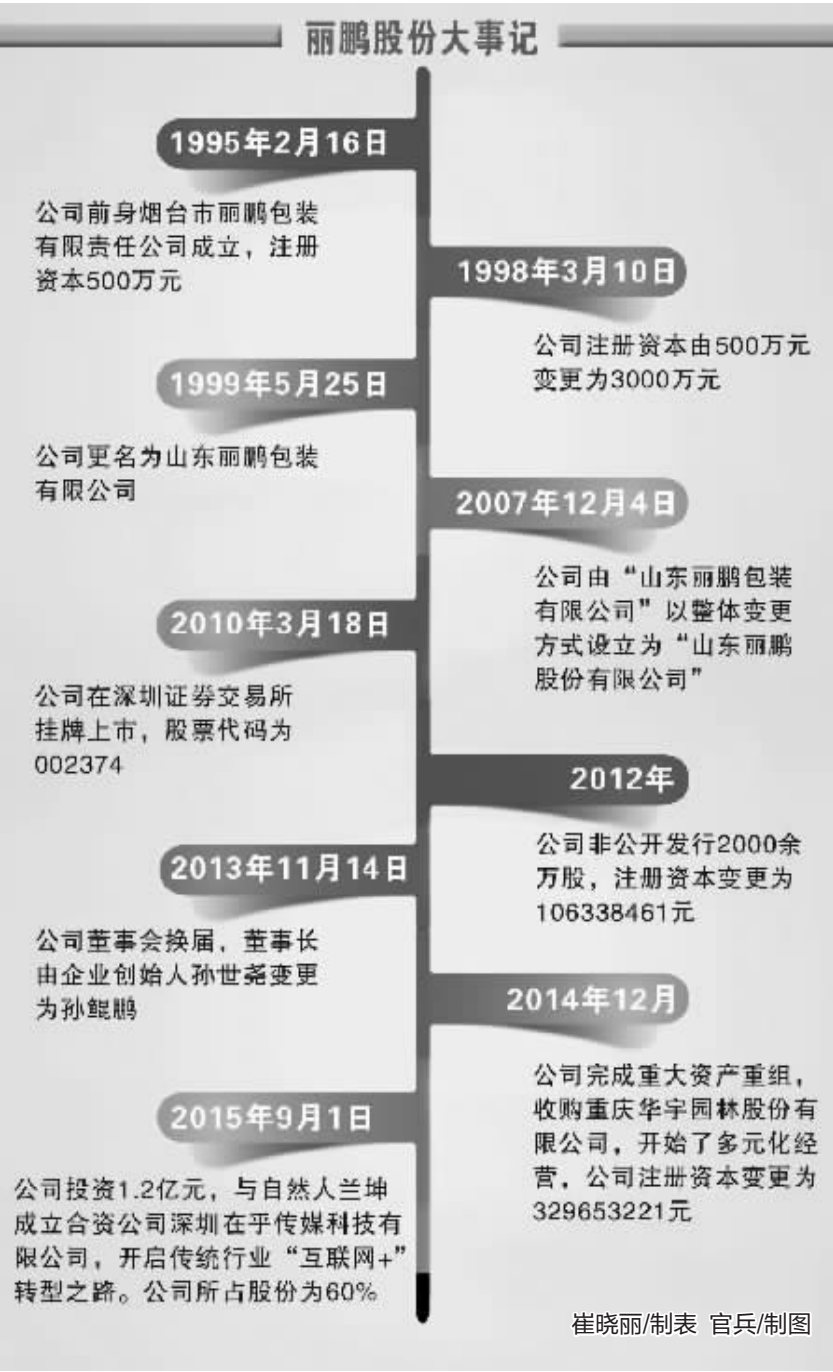 丽鹏股份大事记
1995年2月16日
公司前身烟台市丽鹏包装
有限责任公司成立，注册
资本500万元
1998年3月10日
公司注册资本由500万元
变更为3000万元
1999年5月25日
公司更名为山东丽鹏包装
有限公司
2007年12月4日
公司由“山东丽鹏包装
有限公司”以整体变更
方式设立为“山东丽鹏
股份有限公司”
2010年3月18日
公司在深圳证券交易所
挂牌上市，股票代码为
002374
2012年
公司非公开发行2000余
万股，注册资本变更为
106338461元
2013年11月14日
公司董事会换届，董事长
由企业创始人孙世尧变更
为孙鲲鹏
2014年12月
公司完成重大资产重组，
收购重庆华宇园林股份有
限公司，开始了多元化经
营，公司注册资本变更为
329653221元
2015年9月1日
公司投资1.2亿元，与自然人兰坤
成立合资公司深圳在乎传媒科技有
限公司，开启传统行业“互联网+”
转型之路。公司所占股份为60%
崔晓丽/制表 官兵/制图